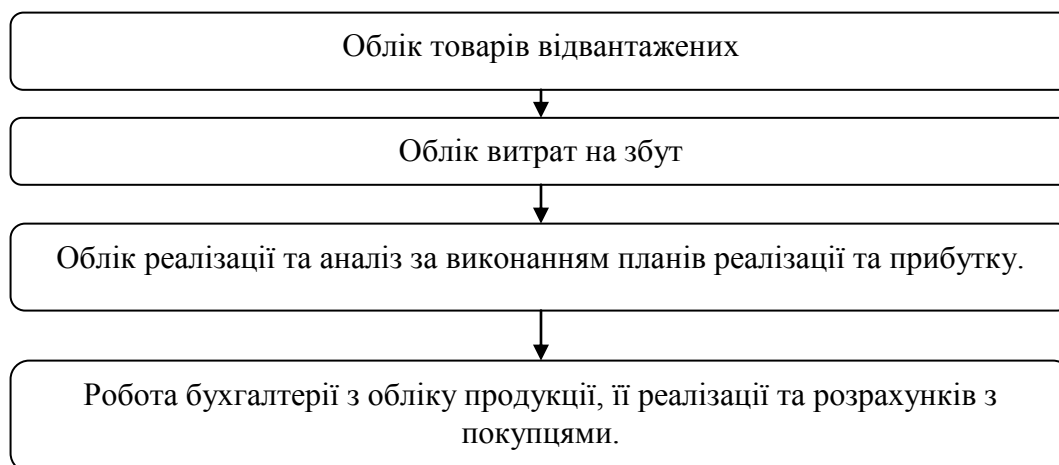 Облік товарів відвантажених
Облік витрат на збут
Облік реалізації та аналіз за виконанням планів реалізації та прибутку.
Робота бухгалтерії з обліку продукції, її реалізації та розрахунків з
покупцями.